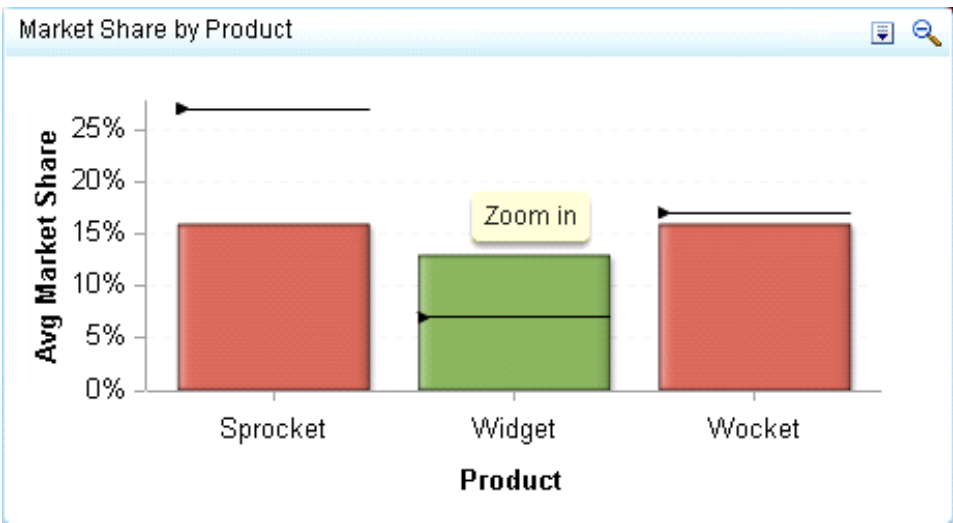 Market Share by Product
Avg Market Share
25%
20%
15%
10%
5%
0%
Zoom in
Sprocket
Widget
Wocket
Product